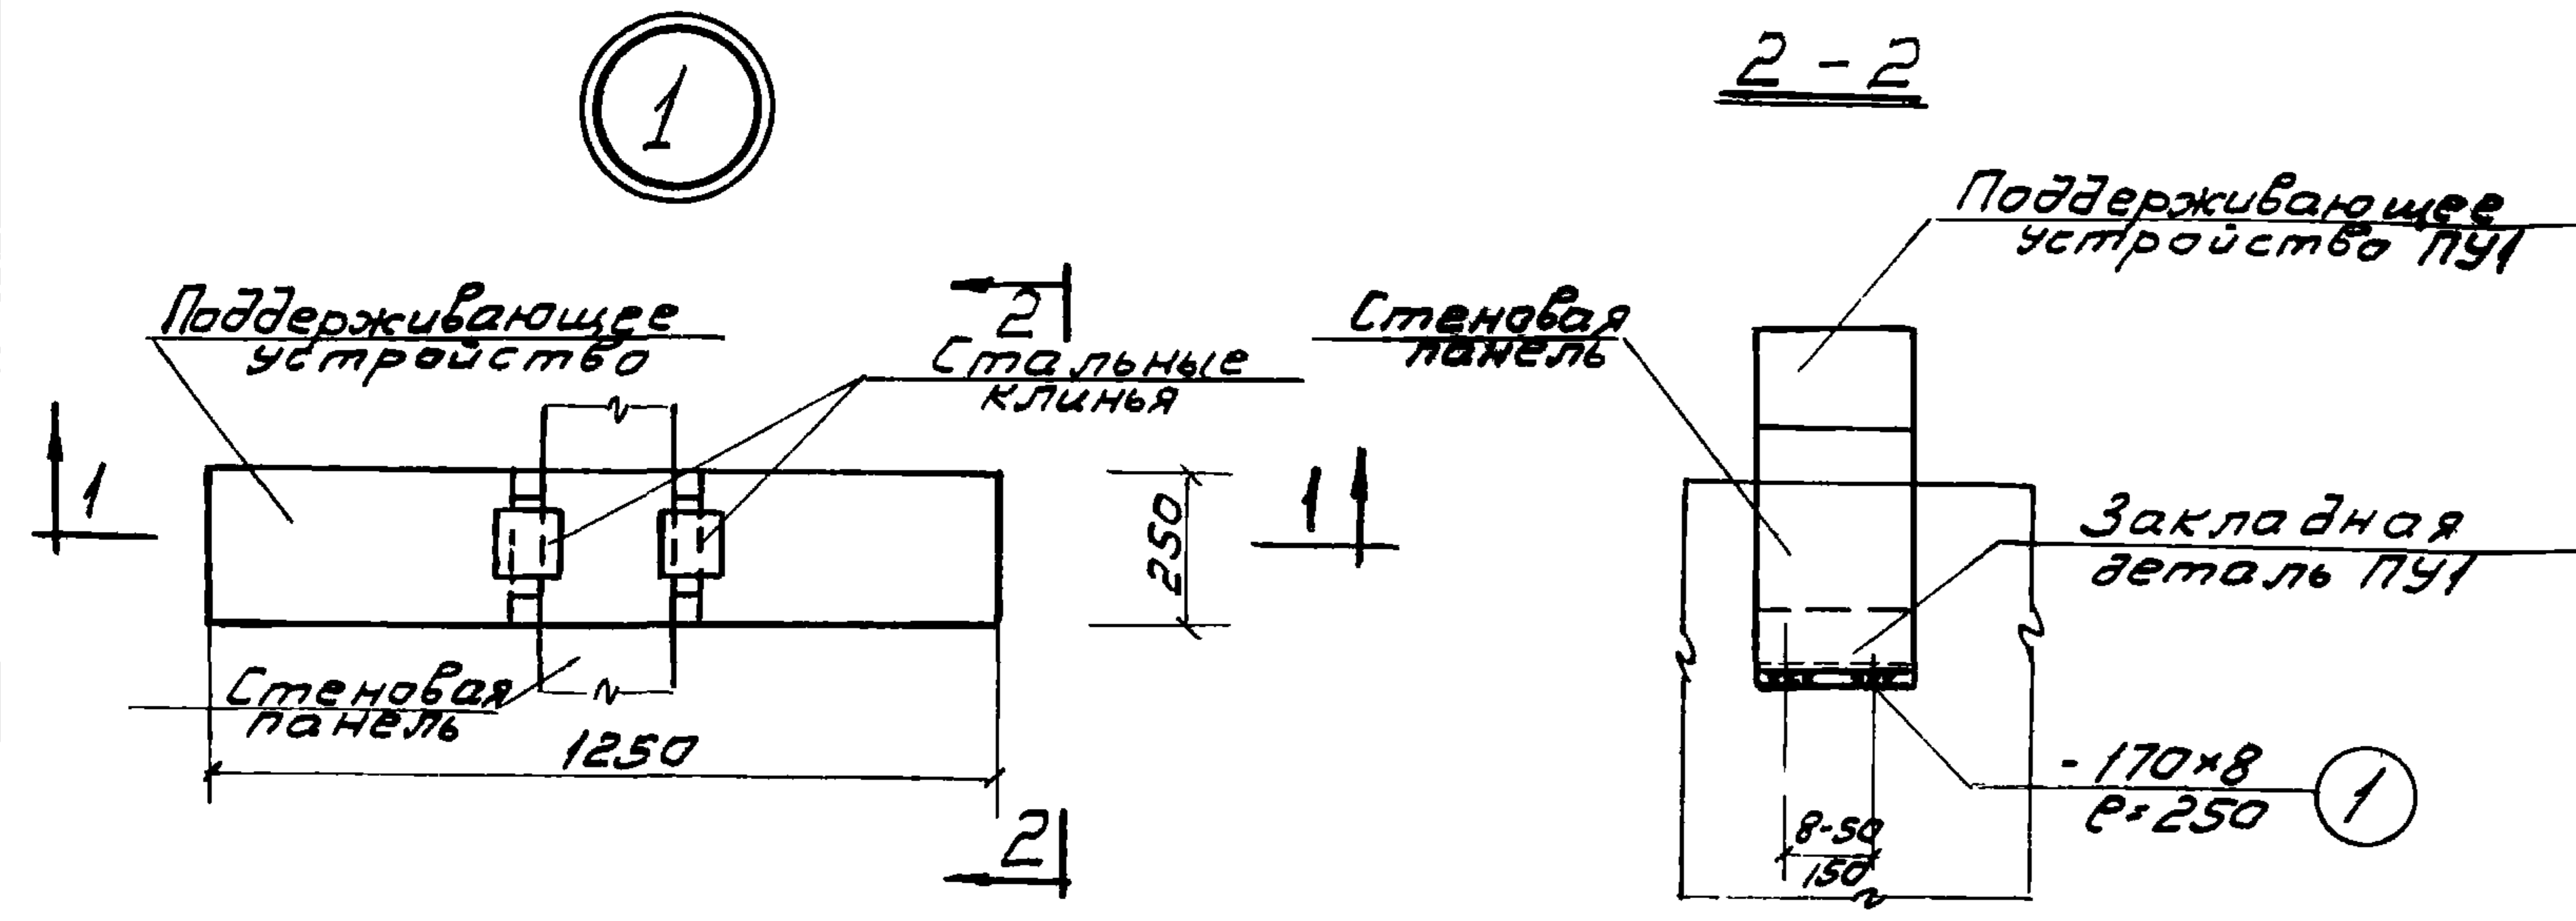 1
2 - 2
Поддерживающее
устройство ПУ1
Поддерживающее
устройство
2
Стальные
клинья
Стеновая
панель
1
250
1
Закладная
деталь ПУ1
Стеновая
панель
1250
2
-170×8
ℓ=250
1
8-50
150